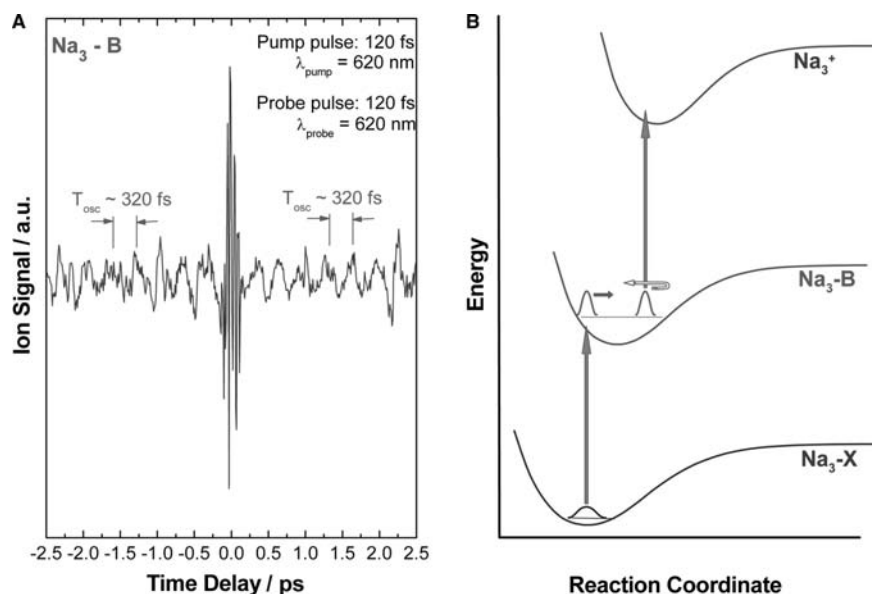 A
Na₃ - B
Pump pulse: 120 fs
λpump = 620 nm
Probe pulse: 120 fs
λprobe = 620 nm
Tosc ~ 320 fs
Tosc ~ 320 fs
Ion Signal / a.u.
-2.5 -2.0 -1.5 -1.0 -0.5 0.0 0.5 1.0 1.5 2.0 2.5
Time Delay / ps
B
Na₃⁺
Na₃-B
Na₃-X
Energy
Reaction Coordinate